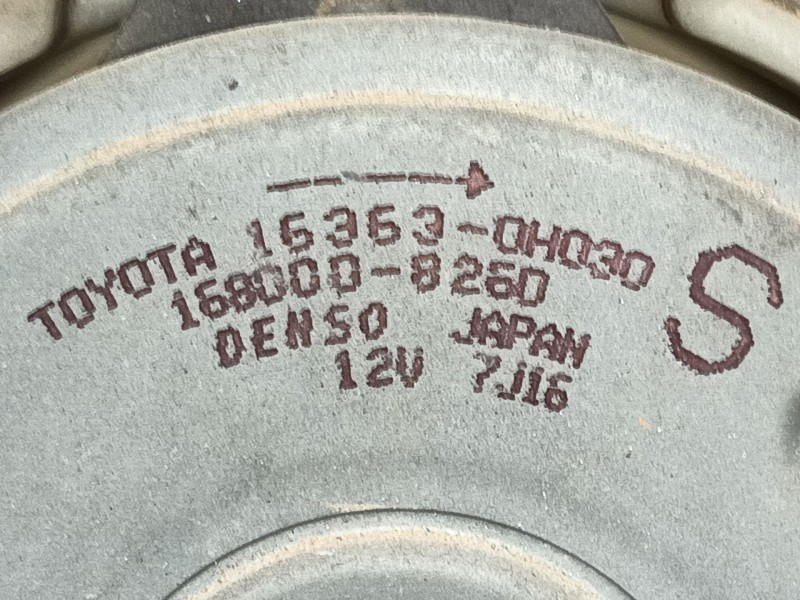 TOYOTA 16363-0H030
168000-8260
DENSO JAPAN
12V 7J16
S